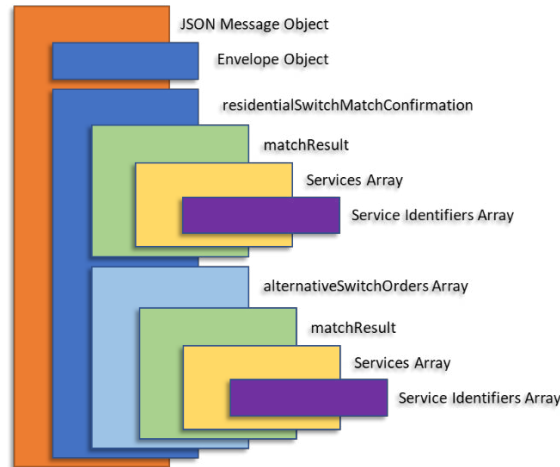 JSON Message Object
Envelope Object
residentialSwitchMatchConfirmation
matchResult
Services Array
Service Identifiers Array
alternativeSwitchOrders Array
matchResult
Services Array
Service Identifiers Array